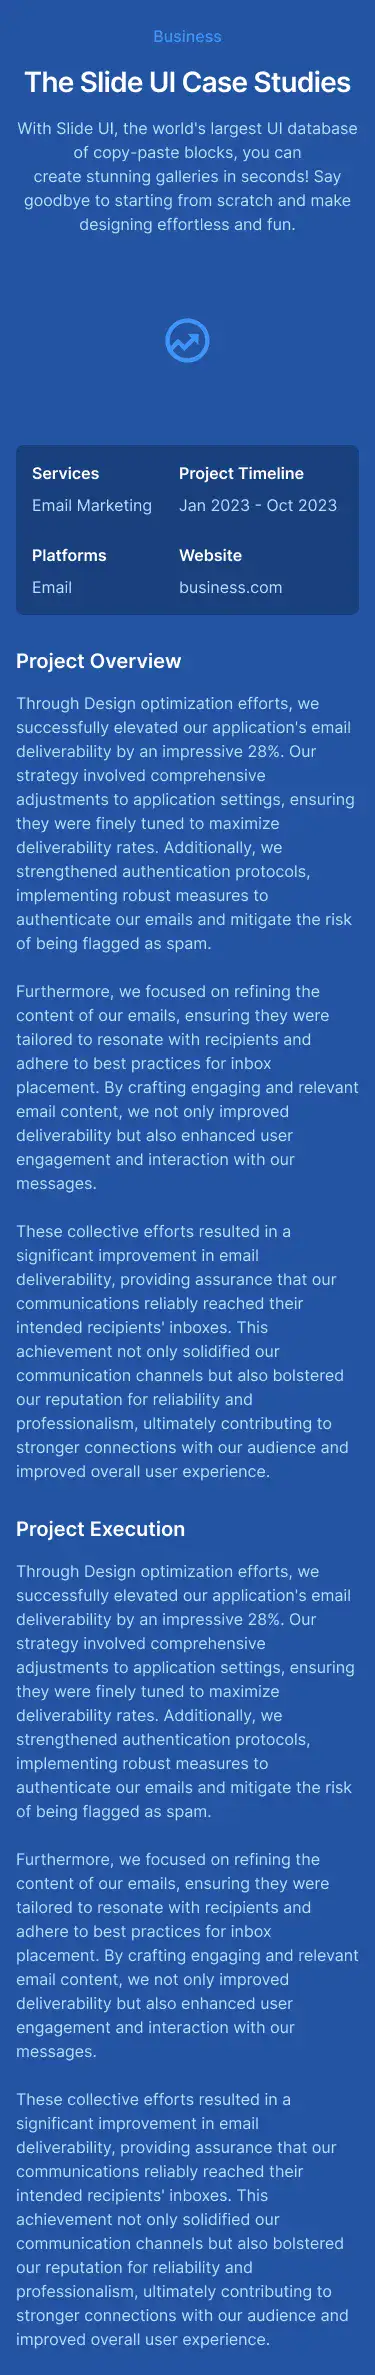 Business
The Slide UI Case Studies
With Slide UI, the world's largest UI database
of copy-paste blocks, you can
create stunning galleries in seconds! Say
goodbye to starting from scratch and make
designing effortless and fun.
Services
Project Timeline
Email Marketing
Jan 2023 - Oct 2023
Platforms
Website
Email
business.com
Project Overview
Through Design optimization efforts, we
successfully elevated our application's email
deliverability by an impressive 28%. Our
strategy involved comprehensive
adjustments to application settings, ensuring
they were finely tuned to maximize
deliverability rates. Additionally, we
strengthened authentication protocols,
implementing robust measures to
authenticate our emails and mitigate the risk
of being flagged as spam.
Furthermore, we focused on refining the
content of our emails, ensuring they were
tailored to resonate with recipients and
adhere to best practices for inbox
placement. By crafting engaging and relevant
email content, we not only improved
deliverability but also enhanced user
engagement and interaction with our
messages.
These collective efforts resulted in a
significant improvement in email
deliverability, providing assurance that our
communications reliably reached their
intended recipients' inboxes. This
achievement not only solidified our
communication channels but also bolstered
our reputation for reliability and
professionalism, ultimately contributing to
stronger connections with our audience and
improved overall user experience.
Project Execution
Through Design optimization efforts, we
successfully elevated our application's email
deliverability by an impressive 28%. Our
strategy involved comprehensive
adjustments to application settings, ensuring
they were finely tuned to maximize
deliverability rates. Additionally, we
strengthened authentication protocols,
implementing robust measures to
authenticate our emails and mitigate the risk
of being flagged as spam.
Furthermore, we focused on refining the
content of our emails, ensuring they were
tailored to resonate with recipients and
adhere to best practices for inbox
placement. By crafting engaging and relevant
email content, we not only improved
deliverability but also enhanced user
engagement and interaction with our
messages.
These collective efforts resulted in a
significant improvement in email
deliverability, providing assurance that our
communications reliably reached their
intended recipients' inboxes. This
achievement not only solidified our
communication channels but also bolstered
our reputation for reliability and
professionalism, ultimately contributing to
stronger connections with our audience and
improved overall user experience.